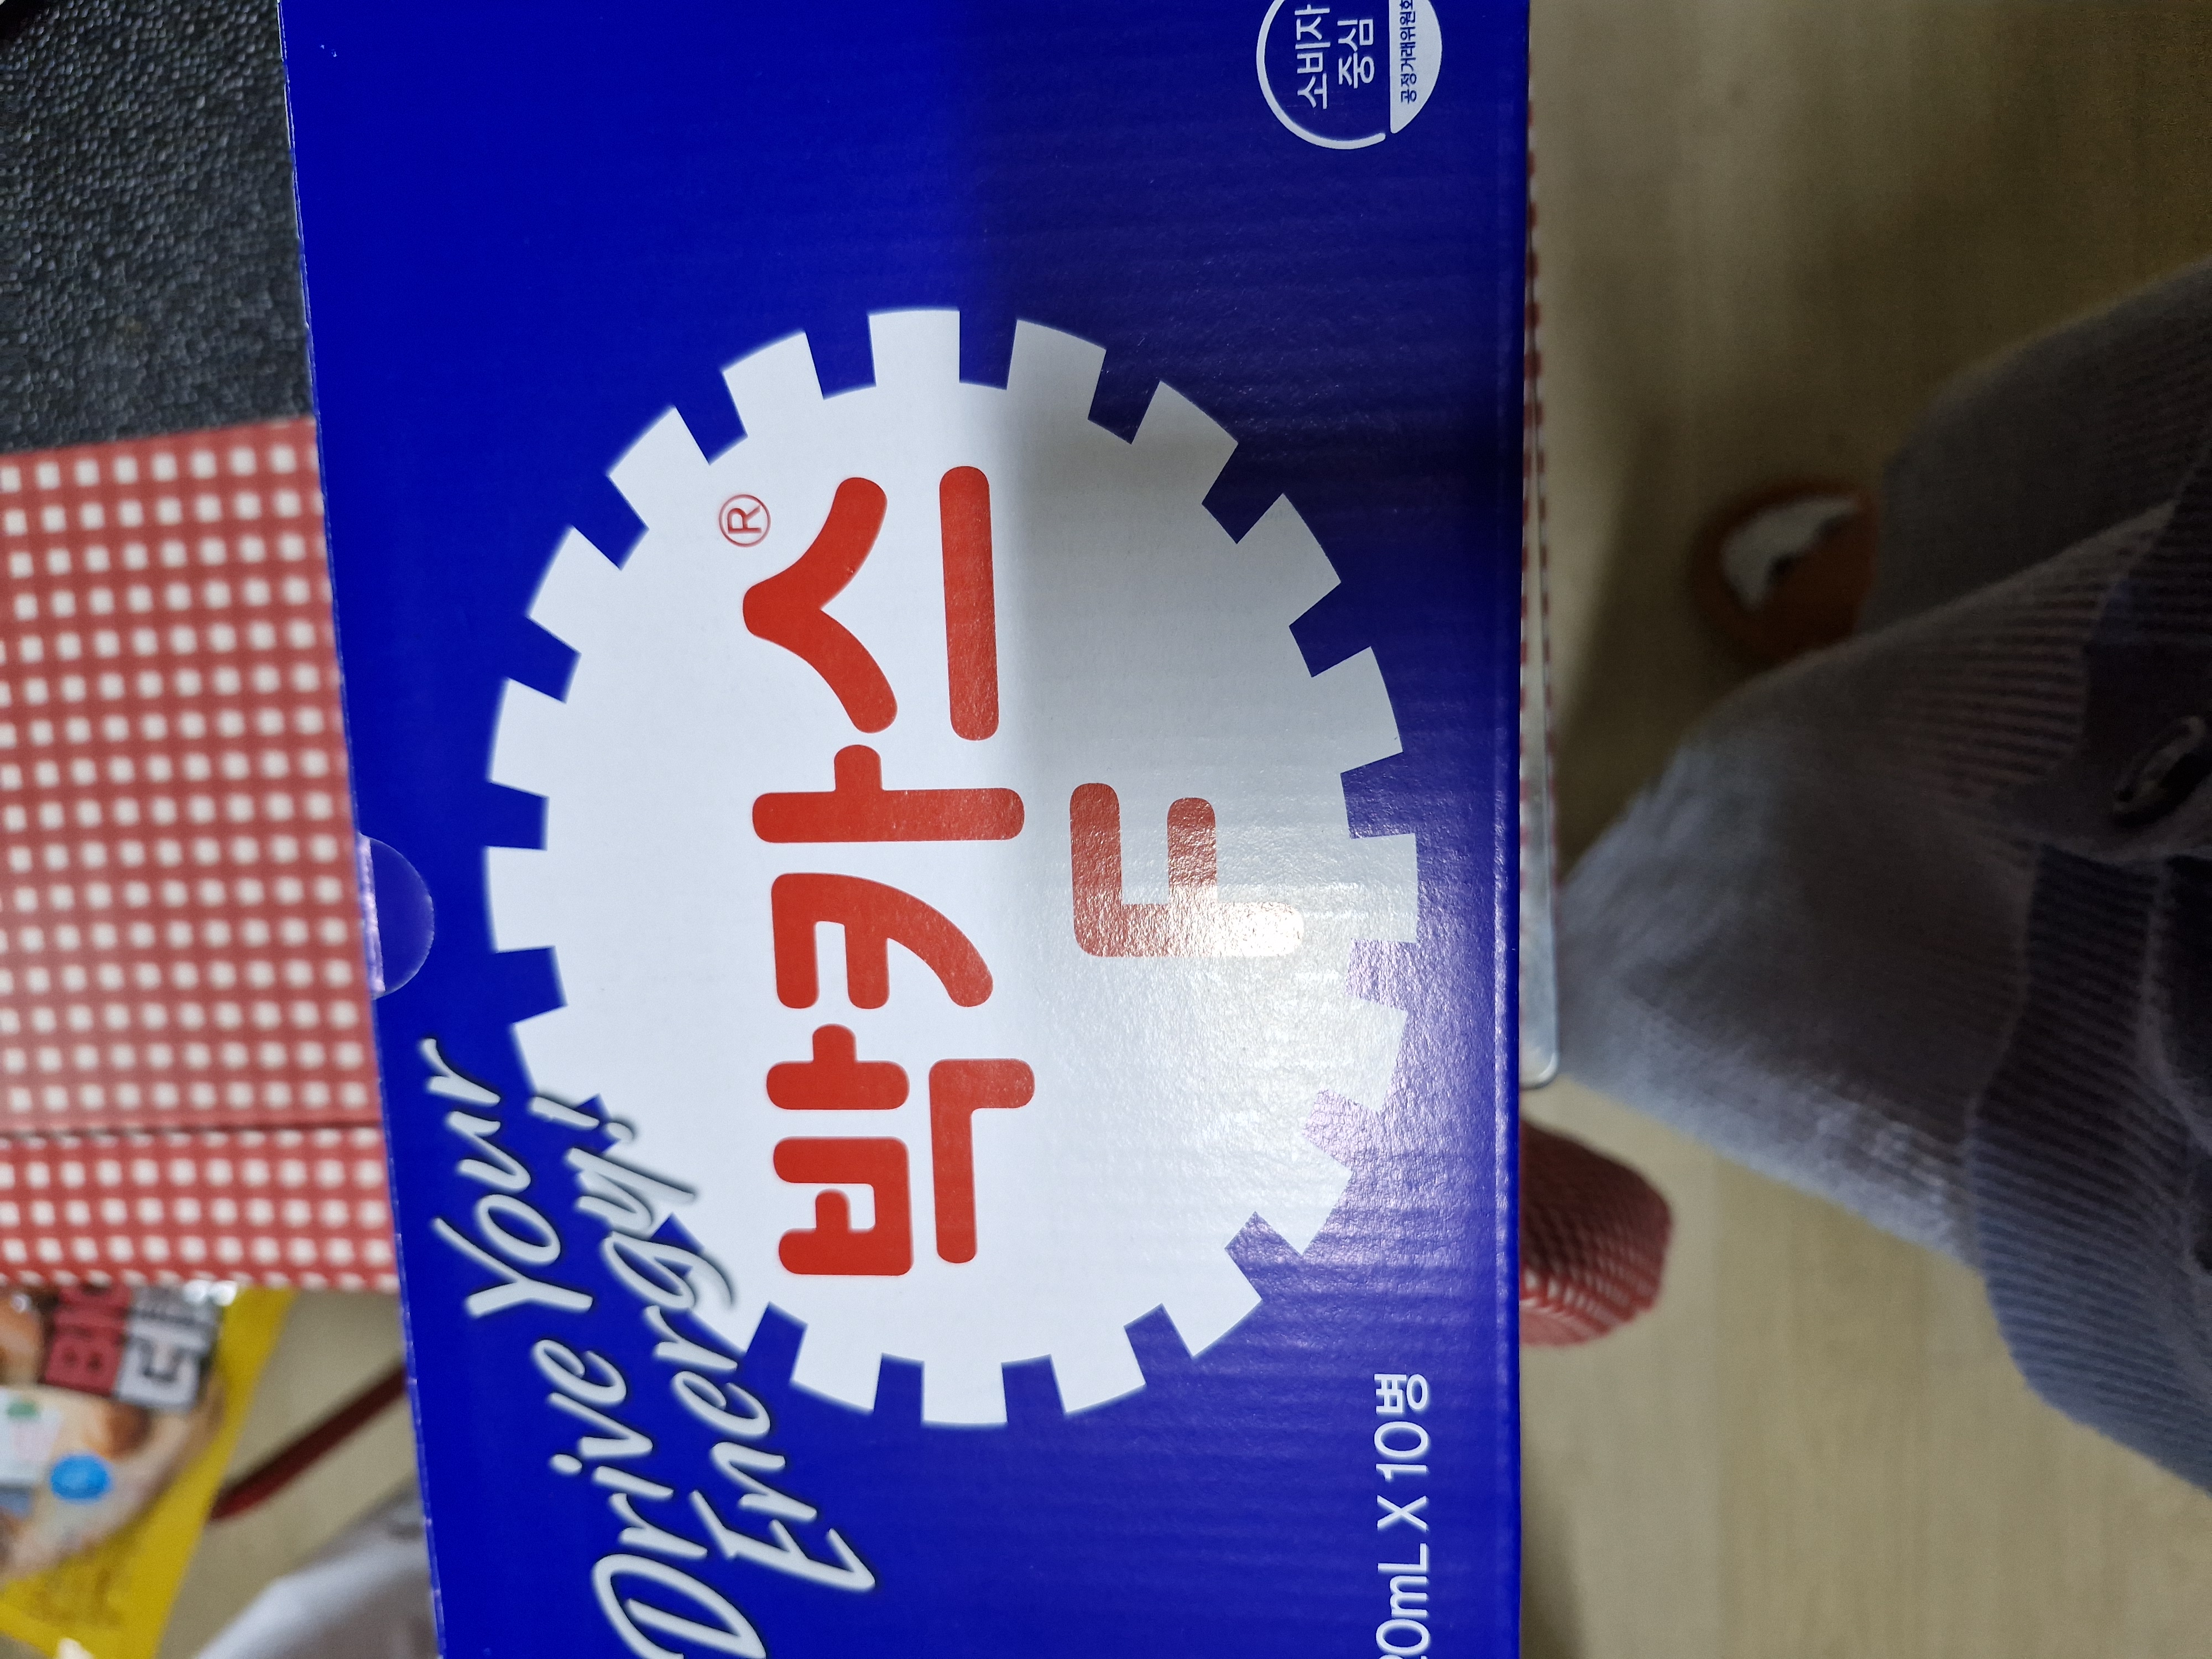 Drive Your
Energy!
박카스®
F
소비자
중심
공정거래위원회
20mL X 10병